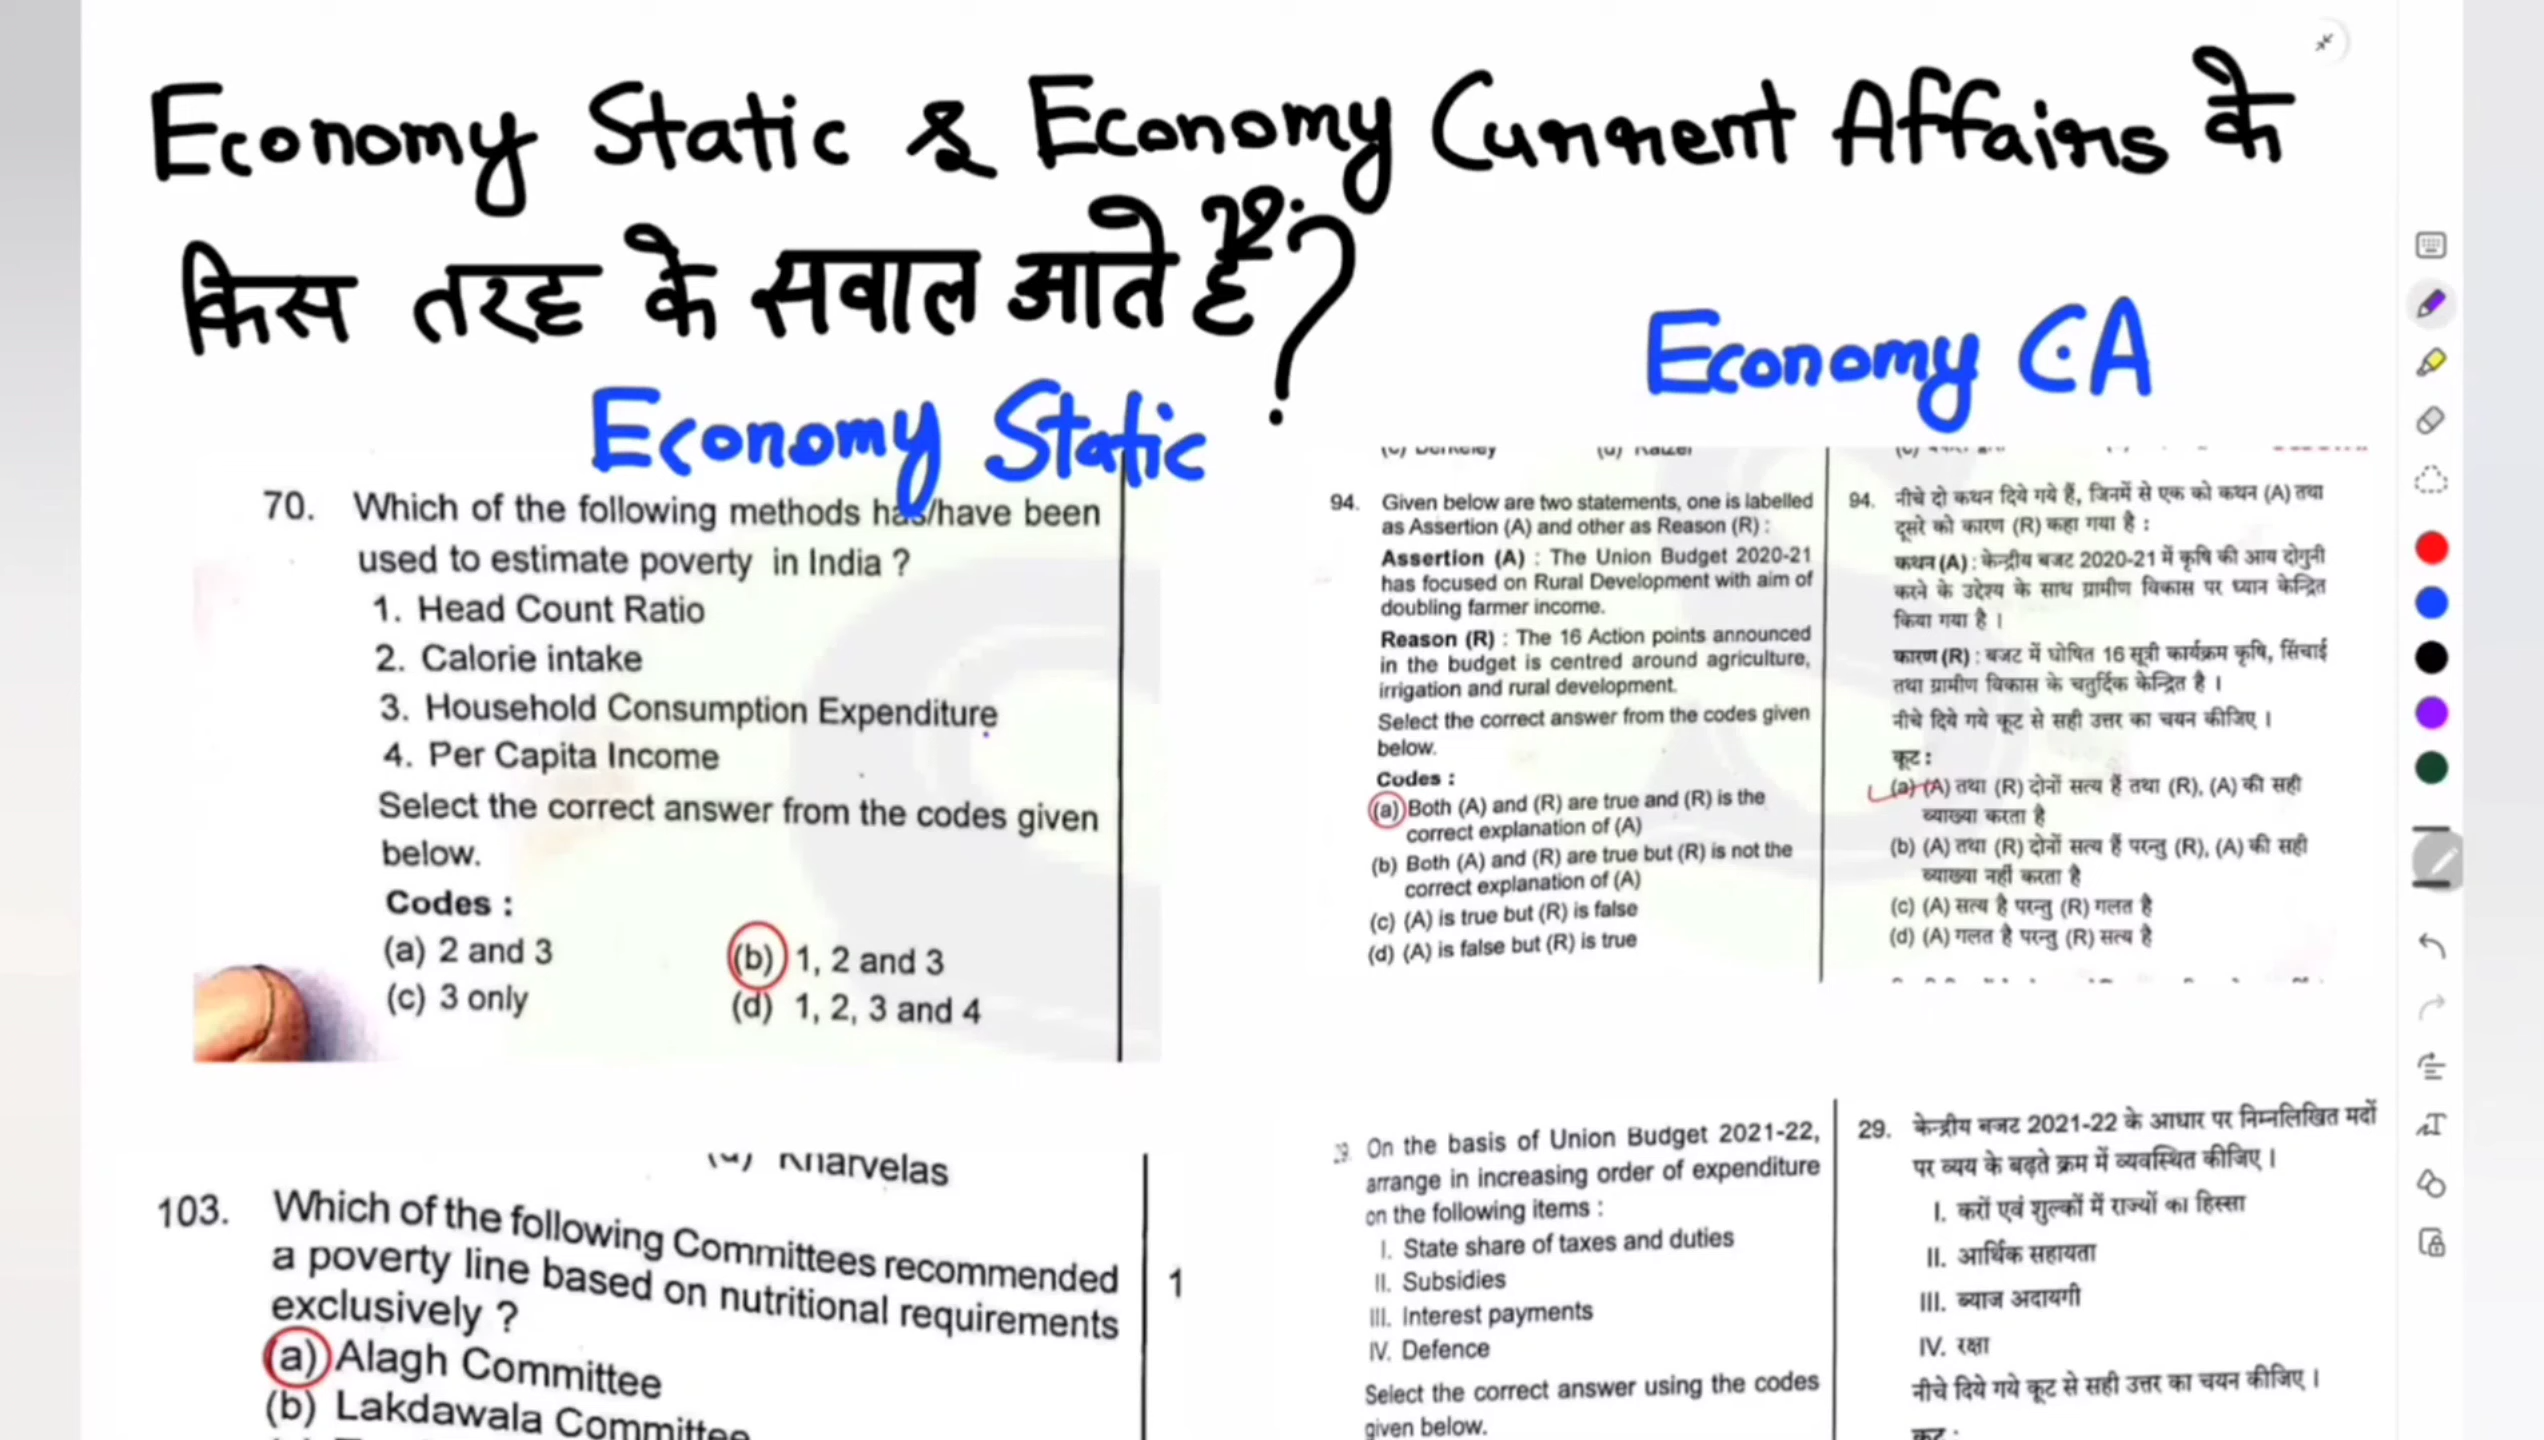 Economy Static & Economy Current Affairs के
किस तरह के सवाल आते हैं?
Economy Static
70. Which of the following methods has/have been
used to estimate poverty in India ?
1. Head Count Ratio
2. Calorie intake
3. Household Consumption Expenditure
4. Per Capita Income
Select the correct answer from the codes given
below.
Codes :
(a) 2 and 3
(b) 1, 2 and 3
(c) 3 only
(d) 1, 2, 3 and 4
(d) Kharvelas
103. Which of the following Committees recommended
a poverty line based on nutritional requirements
exclusively ?
(a) Alagh Committee
(b) Lakdawala Committee
1
Economy CA
(c) Berkeley (d) Ratzel
94. Given below are two statements, one is labelled
as Assertion (A) and other as Reason (R) :
Assertion (A) : The Union Budget 2020-21
has focused on Rural Development with aim of
doubling farmer income.
Reason (R) : The 16 Action points announced
in the budget is centred around agriculture,
irrigation and rural development.
Select the correct answer from the codes given
below.
Codes :
(a) Both (A) and (R) are true and (R) is the
correct explanation of (A)
(b) Both (A) and (R) are true but (R) is not the
correct explanation of (A)
(c) (A) is true but (R) is false
(d) (A) is false but (R) is true
94. नीचे दो कथन दिये गये हैं, जिनमें से एक को कथन (A) तथा
दूसरे को कारण (R) कहा गया है :
कथन (A) : केन्द्रीय बजट 2020-21 में कृषि की आय दोगुनी
करने के उद्देश्य के साथ ग्रामीण विकास पर ध्यान केन्द्रित
किया गया है ।
कारण (R) : बजट में घोषित 16 सूत्री कार्यक्रम कृषि, सिंचाई
तथा ग्रामीण विकास के चतुर्दिक केन्द्रित है ।
नीचे दिये गये कूट से सही उत्तर का चयन कीजिए ।
कूट :
(a) (A) तथा (R) दोनों सत्य हैं तथा (R), (A) की सही
व्याख्या करता है
(b) (A) तथा (R) दोनों सत्य हैं परन्तु (R), (A) की सही
व्याख्या नहीं करता है
(c) (A) सत्य है परन्तु (R) गलत है
(d) (A) गलत है परन्तु (R) सत्य है
29. On the basis of Union Budget 2021-22,
arrange in increasing order of expenditure
on the following items :
I. State share of taxes and duties
II. Subsidies
III. Interest payments
IV. Defence
Select the correct answer using the codes
given below.
29. केन्द्रीय बजट 2021-22 के आधार पर निम्नलिखित मदों
पर व्यय के बढ़ते क्रम में व्यवस्थित कीजिए ।
I. करों एवं शुल्कों में राज्यों का हिस्सा
II. आर्थिक सहायता
III. ब्याज अदायगी
IV. रक्षा
नीचे दिये गये कूट से सही उत्तर का चयन कीजिए ।
कूट :